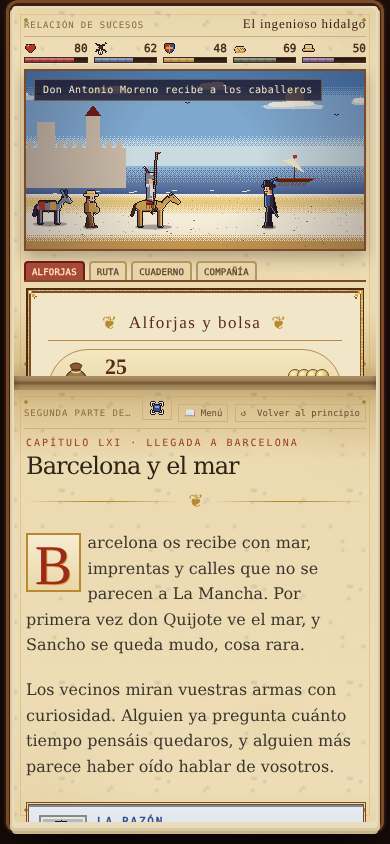 RELACIÓN DE SUCESOS
El ingenioso hidalgo
80 62 48 69 50
Don Antonio Moreno recibe a los caballeros
ALFORJAS RUTA CUADERNO COMPAÑÍA
Alforjas y bolsa
25
SEGUNDA PARTE DE…
📖 Menú
↺ Volver al principio
CAPÍTULO LXI · LLEGADA A BARCELONA
Barcelona y el mar
Barcelona os recibe con mar,
imprentas y calles que no se
parecen a La Mancha. Por
primera vez don Quijote ve el mar, y
Sancho se queda mudo, cosa rara.
Los vecinos miran vuestras armas con
curiosidad. Alguien ya pregunta cuánto
tiempo pensáis quedaros, y alguien más
parece haber oído hablar de vosotros.
LA RAZÓN